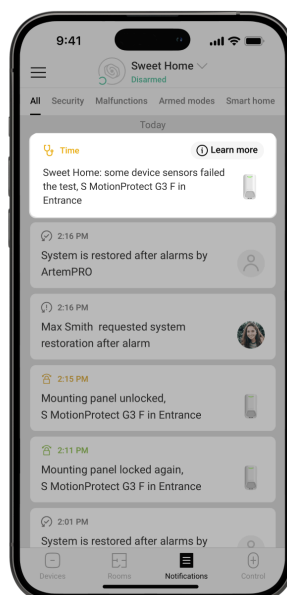 9:41
Sweet Home
Disarmed
All Security Malfunctions Armed modes Smart home
Today
Time
Learn more
Sweet Home: some device sensors failed
the test, S MotionProtect G3 F in
Entrance
2:16 PM
System is restored after alarms by
ArtemPRO
2:16 PM
Max Smith requested system
restoration after alarm
2:15 PM
Mounting panel unlocked,
S MotionProtect G3 F in Entrance
2:11 PM
Mounting panel locked again,
S MotionProtect G3 F in Entrance
2:01 PM
System is restored after alarms by
Devices Rooms Notifications Control